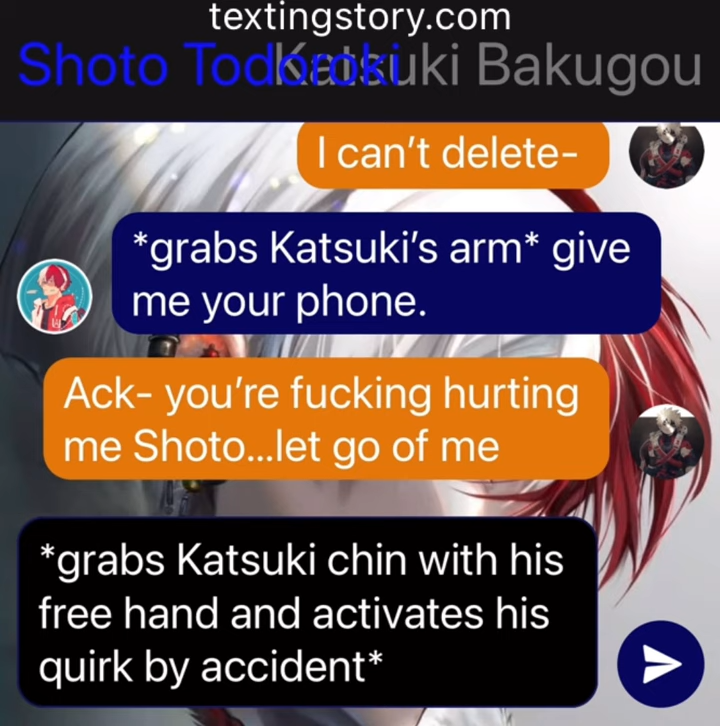 textingstory.com
Shoto Todoroki Katsuki Bakugou
I can't delete-
*grabs Katsuki's arm* give
me your phone.
Ack- you're fucking hurting
me Shoto...let go of me
*grabs Katsuki chin with his
free hand and activates his
quirk by accident*